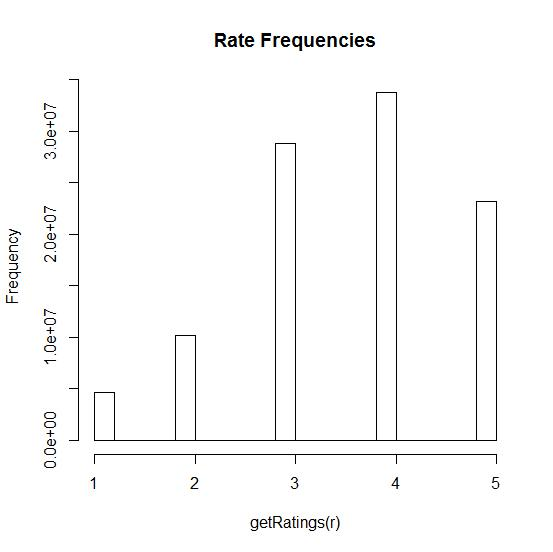 Rate Frequencies
Frequency
3.0e+07
2.0e+07
1.0e+07
0.0e+00
1 2 3 4 5
getRatings(r)